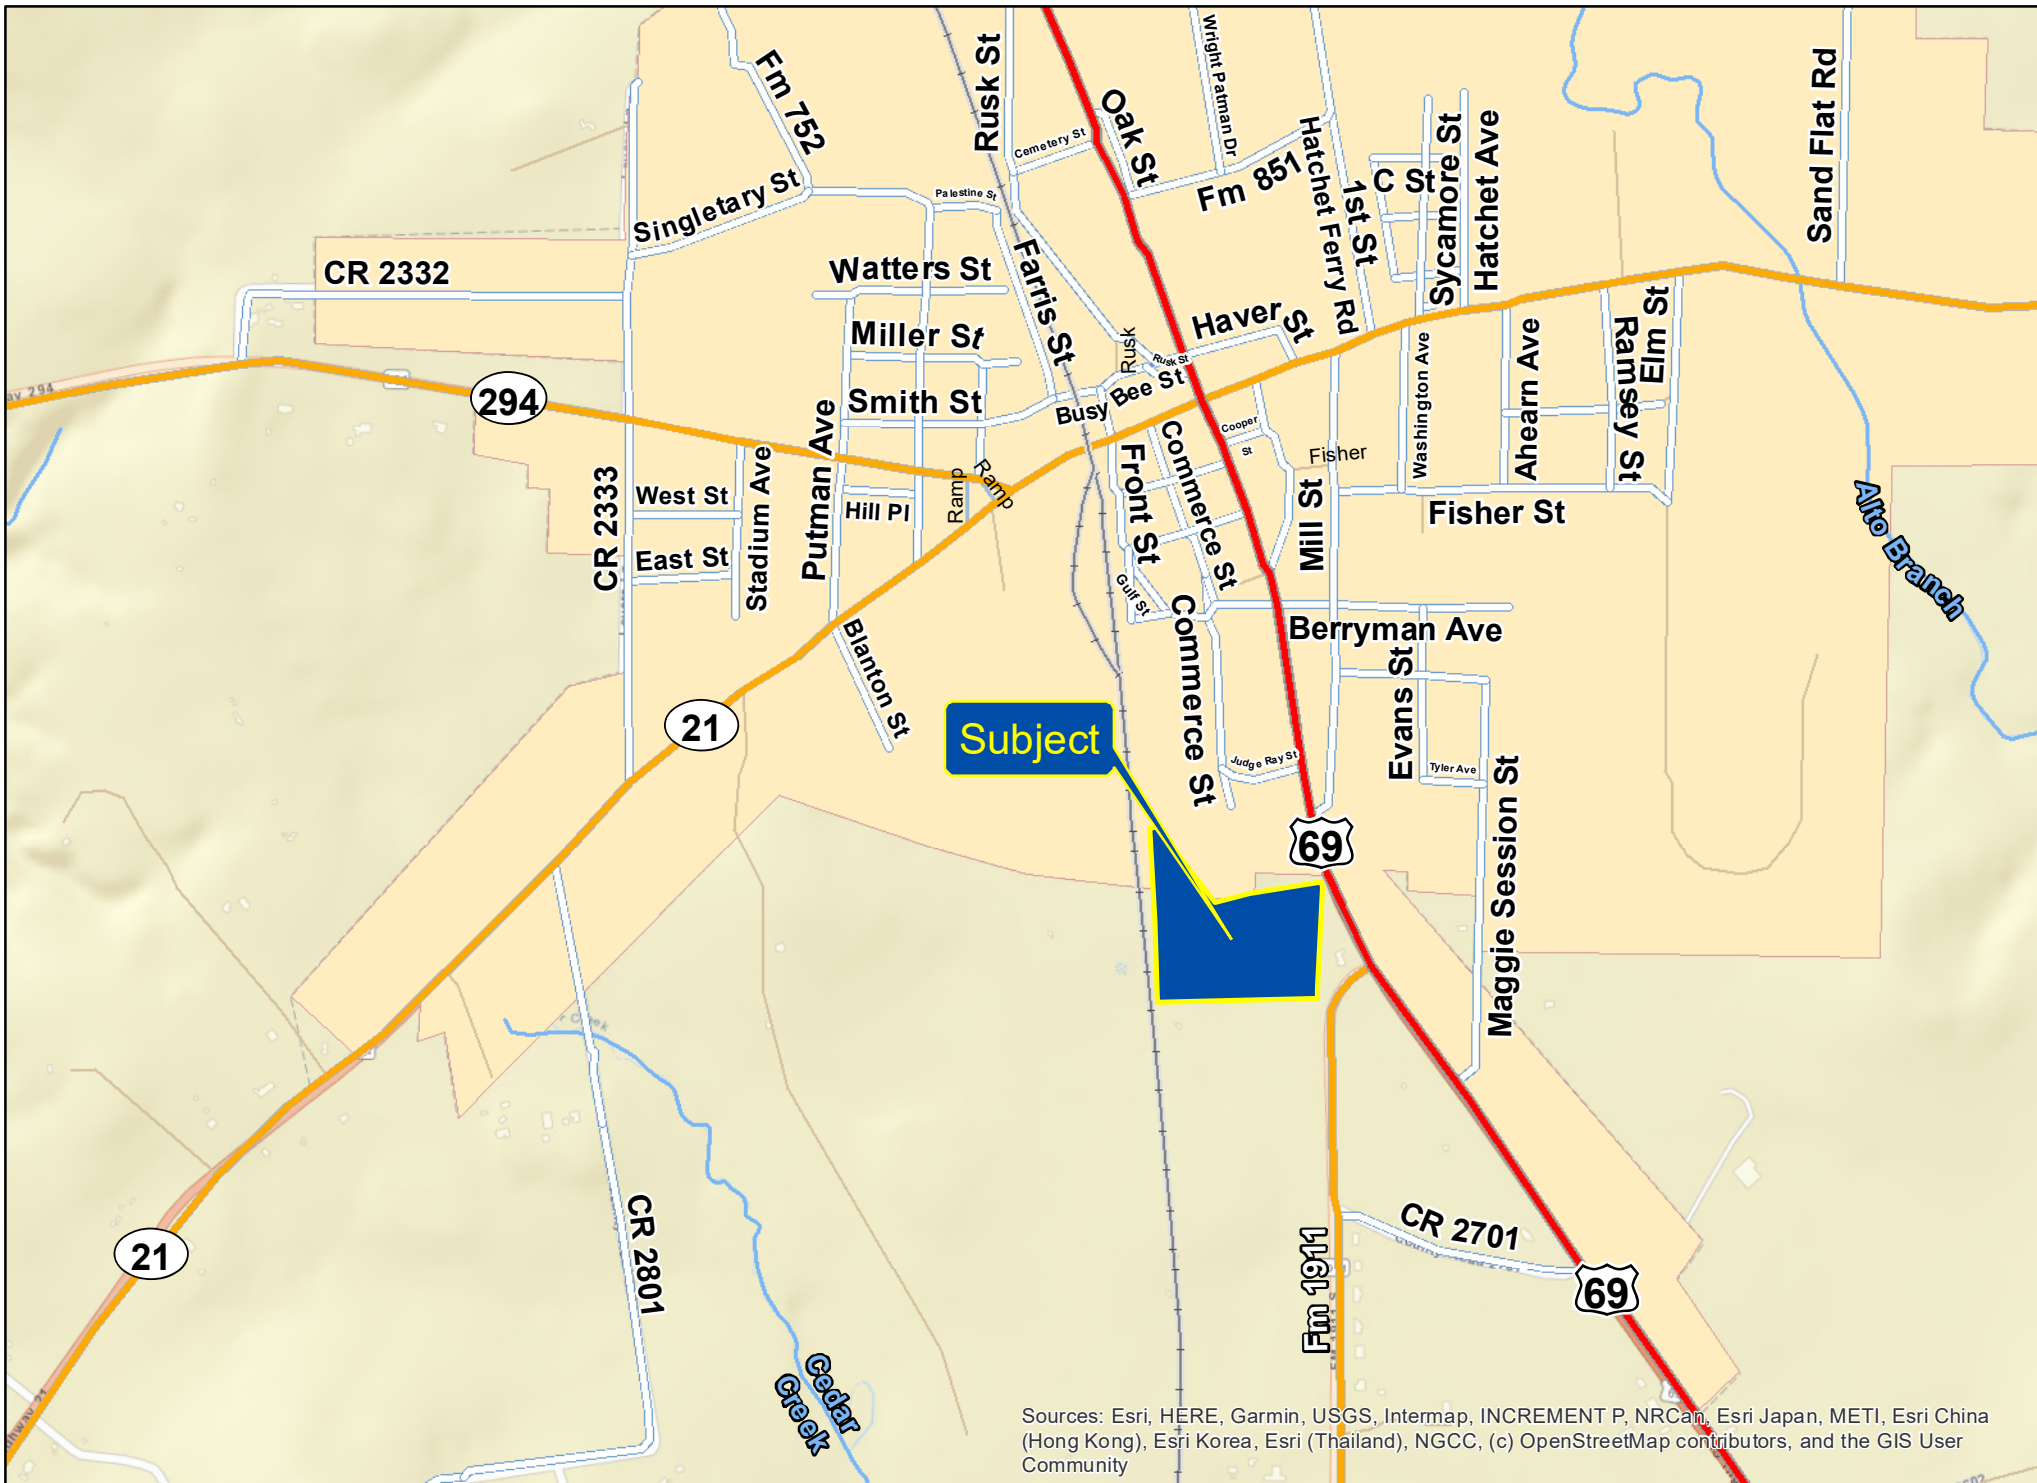 Rusk St
Wright Patman Dr
Fm 752
Oak St
Sand Flat Rd
Cemetery St
Hatchet Ferry Rd
Sycamore St
Hatchet Ave
Fm 851
C St
1st St
Singletary St
Palestine St
CR 2332
Watters St
Farris St
Haver St
Miller St
Rusk
Rusk St
Ramsey St
Elm St
294
Smith St
Busy Bee St
Washington Ave
Ahearn Ave
Cooper
St
Fisher
Commerce St
Front St
Putman Ave
Stadium Ave
CR 2333
West St
Hill Pl
Ramp
Ramp
Mill St
Fisher St
Alto Branch
East St
Gulf St
Commerce St
Berryman Ave
Blanton St
Evans St
21
Subject
Judge Ray St
Tyler Ave
Maggie Session St
69
CR 2801
CR 2701
Fm 1911
21
69
Cedar
Creek
Sources: Esri, HERE, Garmin, USGS, Intermap, INCREMENT P, NRCan, Esri Japan, METI, Esri China
(Hong Kong), Esri Korea, Esri (Thailand), NGCC, (c) OpenStreetMap contributors, and the GIS User
Community